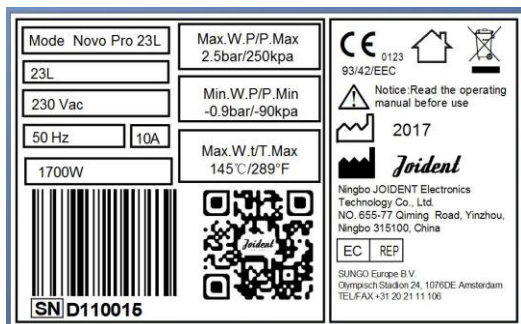 Mode Novo Pro 23L
23L
230 Vac
50 Hz
10A
1700W
Max.W.P/P.Max
2.5bar/250kpa
Min.W.P/P.Min
-0.9bar/-90kpa
Max.W.t/T.Max
145℃/289°F
Joident
SN D110015
CE 0123
93/42/EEC
Notice:Read the operating
manual before use
2017
Joident
Ningbo JOIDENT Electronics
Technology Co., Ltd.
NO. 655-77 Qiming Road, Yinzhou,
Ningbo 315100, China
EC REP
SUNGO Europe B.V.
Olympisch Stadion 24, 1076DE Amsterdam
TEL/FAX +31 20 21 11 106